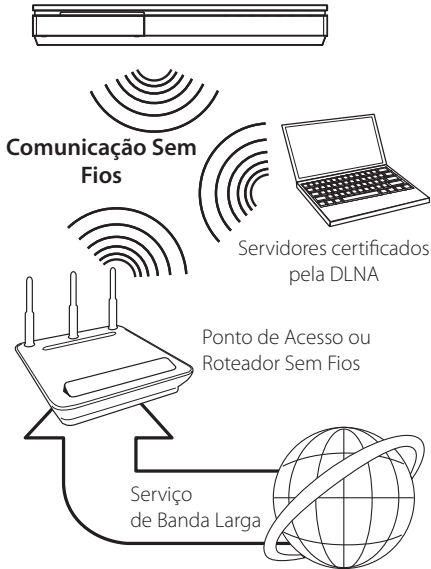 Comunicação Sem
Fios
Servidores certificados
pela DLNA
Ponto de Acesso ou
Roteador Sem Fios
Serviço
de Banda Larga